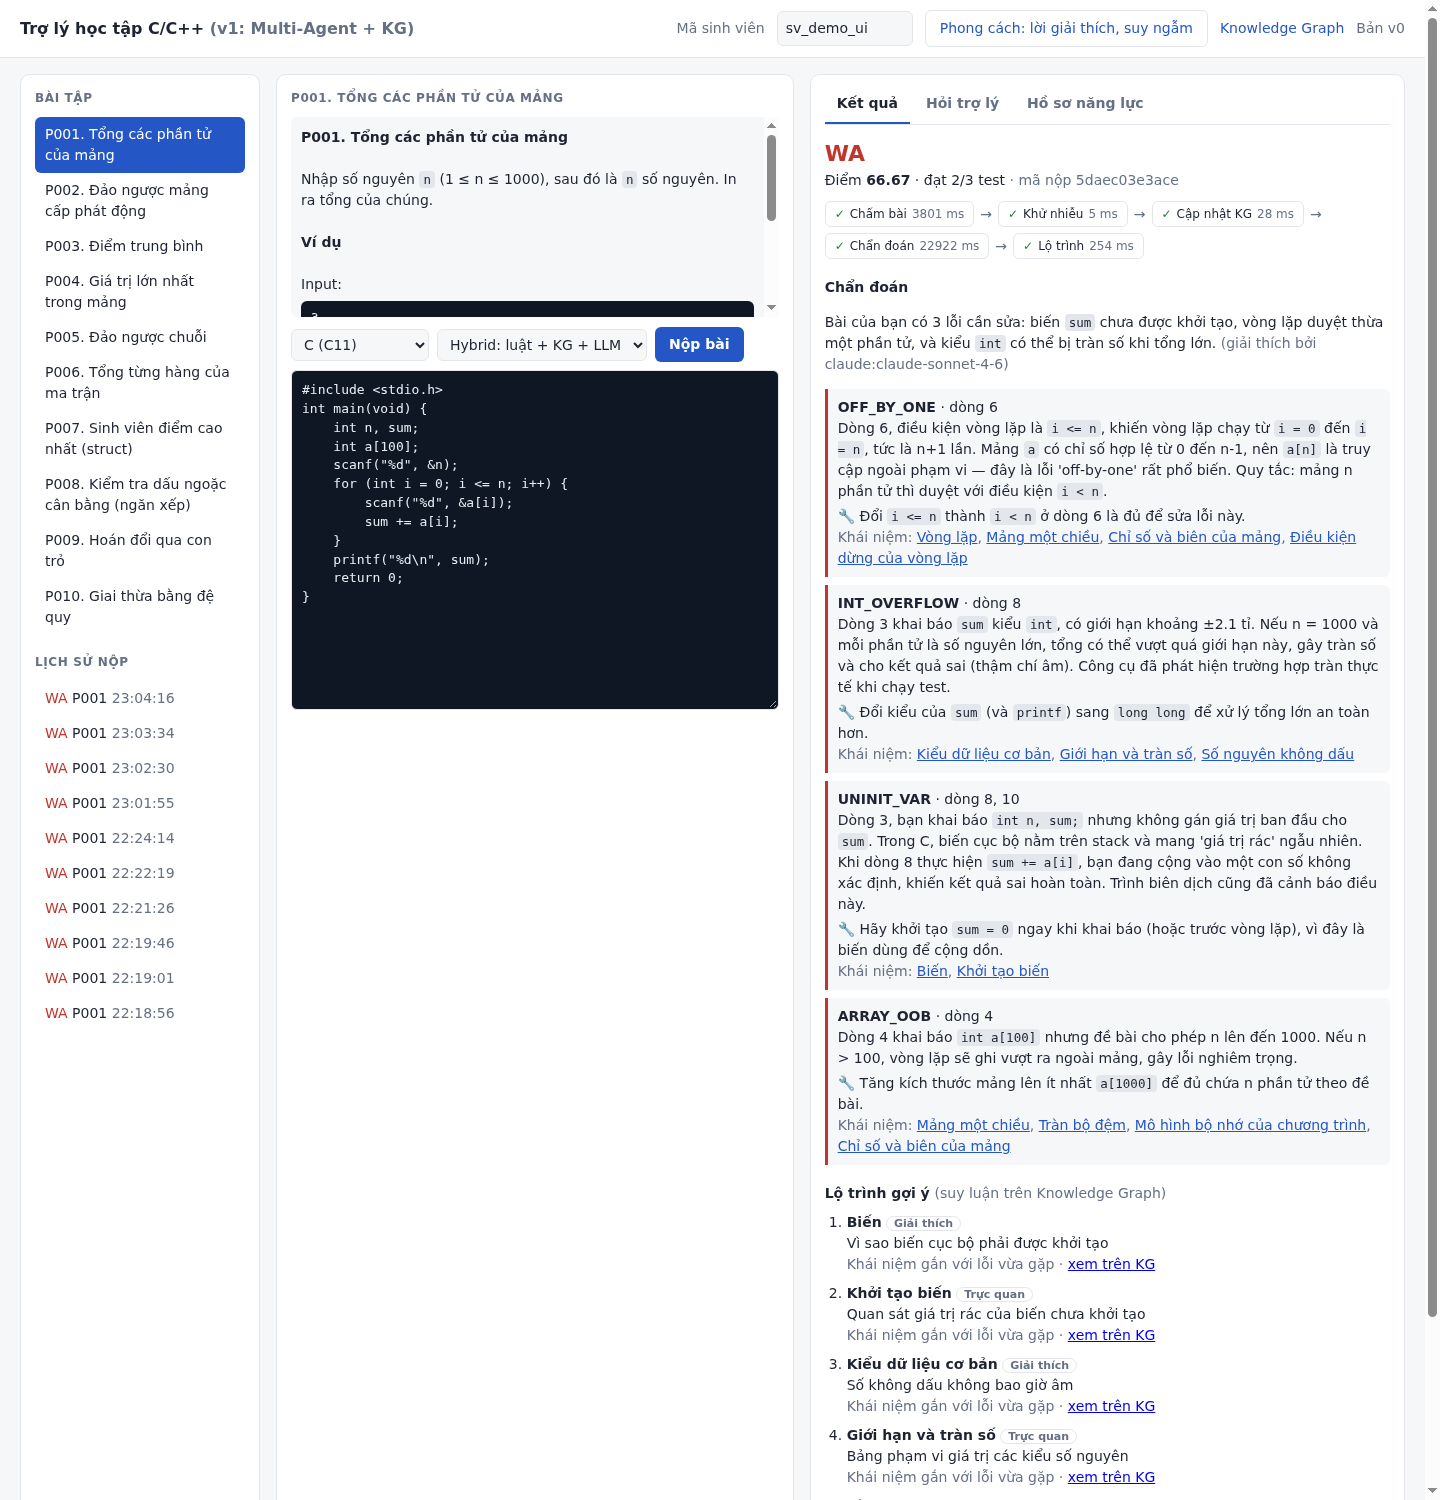 Trợ lý học tập C/C++ (v1: Multi-Agent + KG)
Mã sinh viên
sv_demo_ui
Phong cách: lời giải thích, suy ngẫm
Knowledge Graph
Bản v0
BÀI TẬP
P001. Tổng các phần tử
của mảng
P002. Đảo ngược mảng
cấp phát động
P003. Điểm trung bình
P004. Giá trị lớn nhất
trong mảng
P005. Đảo ngược chuỗi
P006. Tổng từng hàng của
ma trận
P007. Sinh viên điểm cao
nhất (struct)
P008. Kiểm tra dấu ngoặc
cân bằng (ngăn xếp)
P009. Hoán đổi qua con
trỏ
P010. Giai thừa bằng đệ
quy
LỊCH SỬ NỘP
WA P001 23:04:16
WA P001 23:03:34
WA P001 23:02:30
WA P001 23:01:55
WA P001 22:24:14
WA P001 22:22:19
WA P001 22:21:26
WA P001 22:19:46
WA P001 22:19:01
WA P001 22:18:56
P001. TỔNG CÁC PHẦN TỬ CỦA MẢNG
P001. Tổng các phần tử của mảng
Nhập số nguyên n (1 ≤ n ≤ 1000), sau đó là n số nguyên. In
ra tổng của chúng.
Ví dụ
Input:
3
C (C11)
Hybrid: luật + KG + LLM
Nộp bài
#include <stdio.h>
int main(void) {
    int n, sum;
    int a[100];
    scanf("%d", &n);
    for (int i = 0; i <= n; i++) {
        scanf("%d", &a[i]);
        sum += a[i];
    }
    printf("%d\n", sum);
    return 0;
}
Kết quả
Hỏi trợ lý
Hồ sơ năng lực
WA
Điểm 66.67 · đạt 2/3 test · mã nộp 5daec03e3ace
✓ Chấm bài 3801 ms → ✓ Khử nhiễu 5 ms → ✓ Cập nhật KG 28 ms →
✓ Chẩn đoán 22922 ms → ✓ Lộ trình 254 ms
Chẩn đoán
Bài của bạn có 3 lỗi cần sửa: biến sum chưa được khởi tạo, vòng lặp duyệt thừa
một phần tử, và kiểu int có thể bị tràn số khi tổng lớn. (giải thích bởi
claude:claude-sonnet-4-6)
OFF_BY_ONE · dòng 6
Dòng 6, điều kiện vòng lặp là i <= n, khiến vòng lặp chạy từ i = 0 đến i
= n, tức là n+1 lần. Mảng a có chỉ số hợp lệ từ 0 đến n-1, nên a[n] là truy
cập ngoài phạm vi — đây là lỗi 'off-by-one' rất phổ biến. Quy tắc: mảng n
phần tử thì duyệt với điều kiện i < n.
🔧 Đổi i <= n thành i < n ở dòng 6 là đủ để sửa lỗi này.
Khái niệm: Vòng lặp, Mảng một chiều, Chỉ số và biên của mảng, Điều kiện
dừng của vòng lặp
INT_OVERFLOW · dòng 8
Dòng 3 khai báo sum kiểu int, có giới hạn khoảng ±2.1 tỉ. Nếu n = 1000 và
mỗi phần tử là số nguyên lớn, tổng có thể vượt quá giới hạn này, gây tràn số
và cho kết quả sai (thậm chí âm). Công cụ đã phát hiện trường hợp tràn thực
tế khi chạy test.
🔧 Đổi kiểu của sum (và printf) sang long long để xử lý tổng lớn an toàn
hơn.
Khái niệm: Kiểu dữ liệu cơ bản, Giới hạn và tràn số, Số nguyên không dấu
UNINIT_VAR · dòng 8, 10
Dòng 3, bạn khai báo int n, sum; nhưng không gán giá trị ban đầu cho
sum. Trong C, biến cục bộ nằm trên stack và mang 'giá trị rác' ngẫu nhiên.
Khi dòng 8 thực hiện sum += a[i], bạn đang cộng vào một con số không
xác định, khiến kết quả sai hoàn toàn. Trình biên dịch cũng đã cảnh báo điều
này.
🔧 Hãy khởi tạo sum = 0 ngay khi khai báo (hoặc trước vòng lặp), vì đây là
biến dùng để cộng dồn.
Khái niệm: Biến, Khởi tạo biến
ARRAY_OOB · dòng 4
Dòng 4 khai báo int a[100] nhưng đề bài cho phép n lên đến 1000. Nếu n
> 100, vòng lặp sẽ ghi vượt ra ngoài mảng, gây lỗi nghiêm trọng.
🔧 Tăng kích thước mảng lên ít nhất a[1000] để đủ chứa n phần tử theo đề
bài.
Khái niệm: Mảng một chiều, Tràn bộ đệm, Mô hình bộ nhớ của chương trình,
Chỉ số và biên của mảng
Lộ trình gợi ý (suy luận trên Knowledge Graph)
1. Biến Giải thích
Vì sao biến cục bộ phải được khởi tạo
Khái niệm gắn với lỗi vừa gặp · xem trên KG
2. Khởi tạo biến Trực quan
Quan sát giá trị rác của biến chưa khởi tạo
Khái niệm gắn với lỗi vừa gặp · xem trên KG
3. Kiểu dữ liệu cơ bản Giải thích
Số không dấu không bao giờ âm
Khái niệm gắn với lỗi vừa gặp · xem trên KG
4. Giới hạn và tràn số Trực quan
Bảng phạm vi giá trị các kiểu số nguyên
Khái niệm gắn với lỗi vừa gặp · xem trên KG